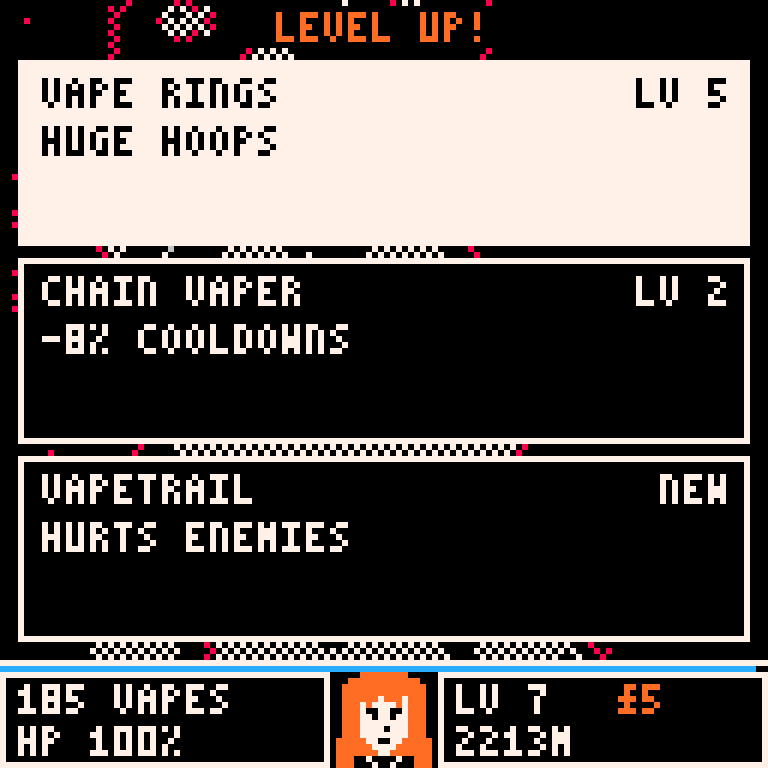 LEVEL UP!
VAPE RINGS LV 5
HUGE HOOPS
CHAIN VAPER LV 2
-8% COOLDOWNS
VAPETRAIL NEW
HURTS ENEMIES
185 VAPES LV 7 £5
HP 100% 2213M